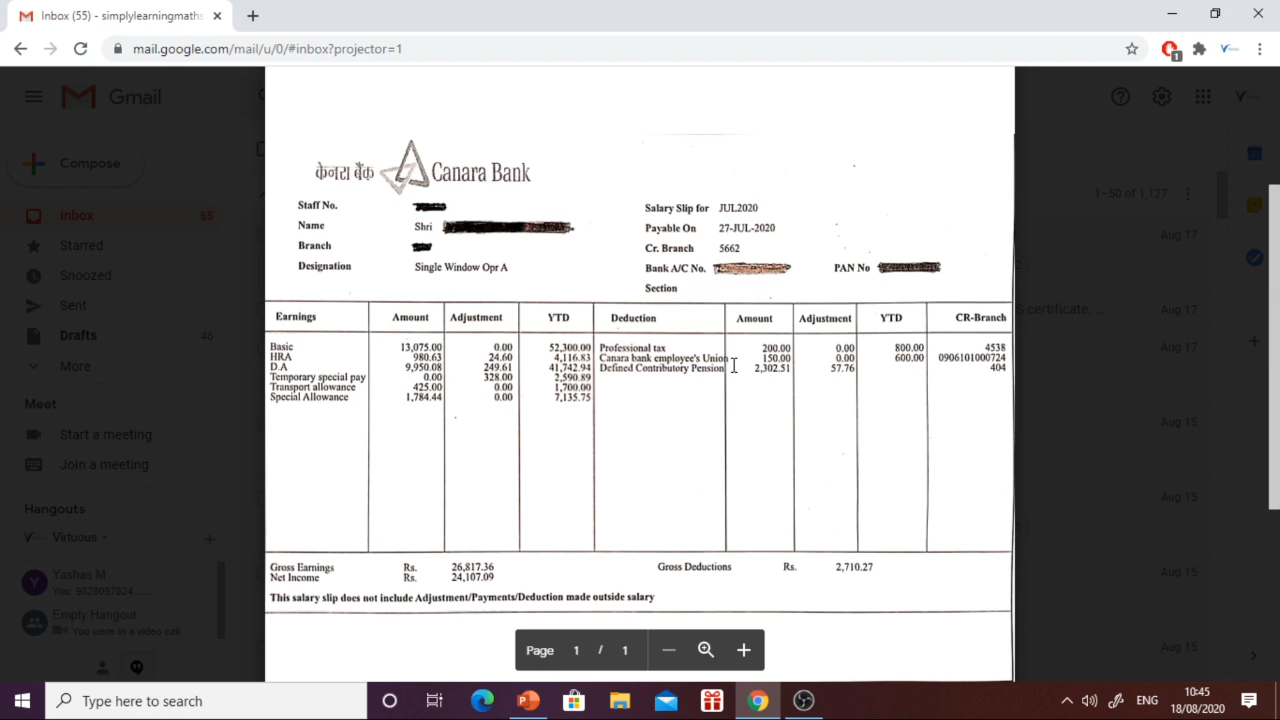 Inbox (55) - simplylearningmaths
mail.google.com/mail/u/0/#inbox?projector=1
1
Gmail
Compose
Inbox 55
Starred
Snoozed
Sent
Drafts 46
More
Meet
Start a meeting
Join a meeting
Hangouts
Virtuous
Y Yashas M
You: 9828097824......
Emply Hangout
You were in a video call
1–50 of 1,127
Aug 17
Aug 17
S certificate. ...
Aug 17
Aug 15
Aug 15
Aug 15
Aug 15
केनरा बैंक Canara Bank
Staff No.
Name Shri
Branch
Designation Single Window Opr A
Salary Slip for JUL2020
Payable On 27-JUL-2020
Cr. Branch 5662
Bank A/C No. PAN No
Section
Earnings Amount Adjustment YTD Deduction Amount Adjustment YTD CR-Branch
Basic 13,075.00 0.00 52,300.00 Professional tax 200.00 0.00 800.00 4538
HRA 980.63 24.60 4,116.83 Canara bank employee's Union 150.00 0.00 600.00 0906101000724
D.A 9,950.08 249.61 41,742.94 Defined Contributory Pension 2,302.51 57.76 404
Temporary special pay 0.00 328.00 2,590.89
Transport allowance 425.00 0.00 1,700.00
Special Allowance 1,784.44 0.00 7,135.75
Gross Earnings Rs. 26,817.36 Gross Deductions Rs. 2,710.27
Net Income Rs. 24,107.09
This salary slip does not include Adjustment/Payments/Deduction made outside salary
Page 1 / 1
Type here to search
ENG
10:45
18/08/2020